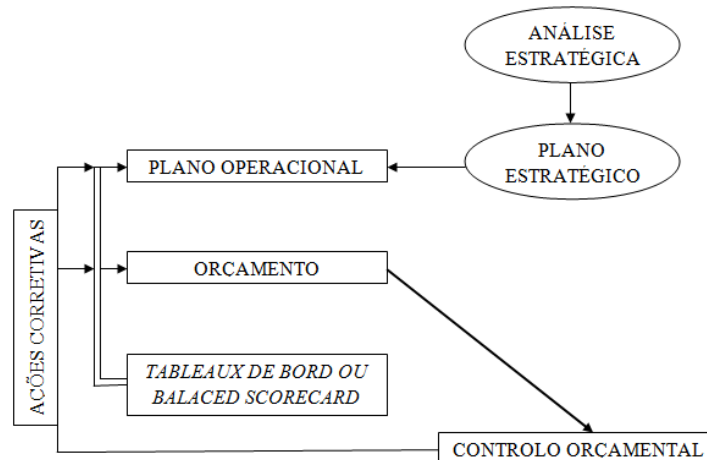 ANÁLISE
ESTRATÉGICA
PLANO
ESTRATÉGICO
PLANO OPERACIONAL
AÇÕES CORRETIVAS
ORÇAMENTO
TABLEAUX DE BORD OU
BALACED SCORECARD
CONTROLO ORÇAMENTAL